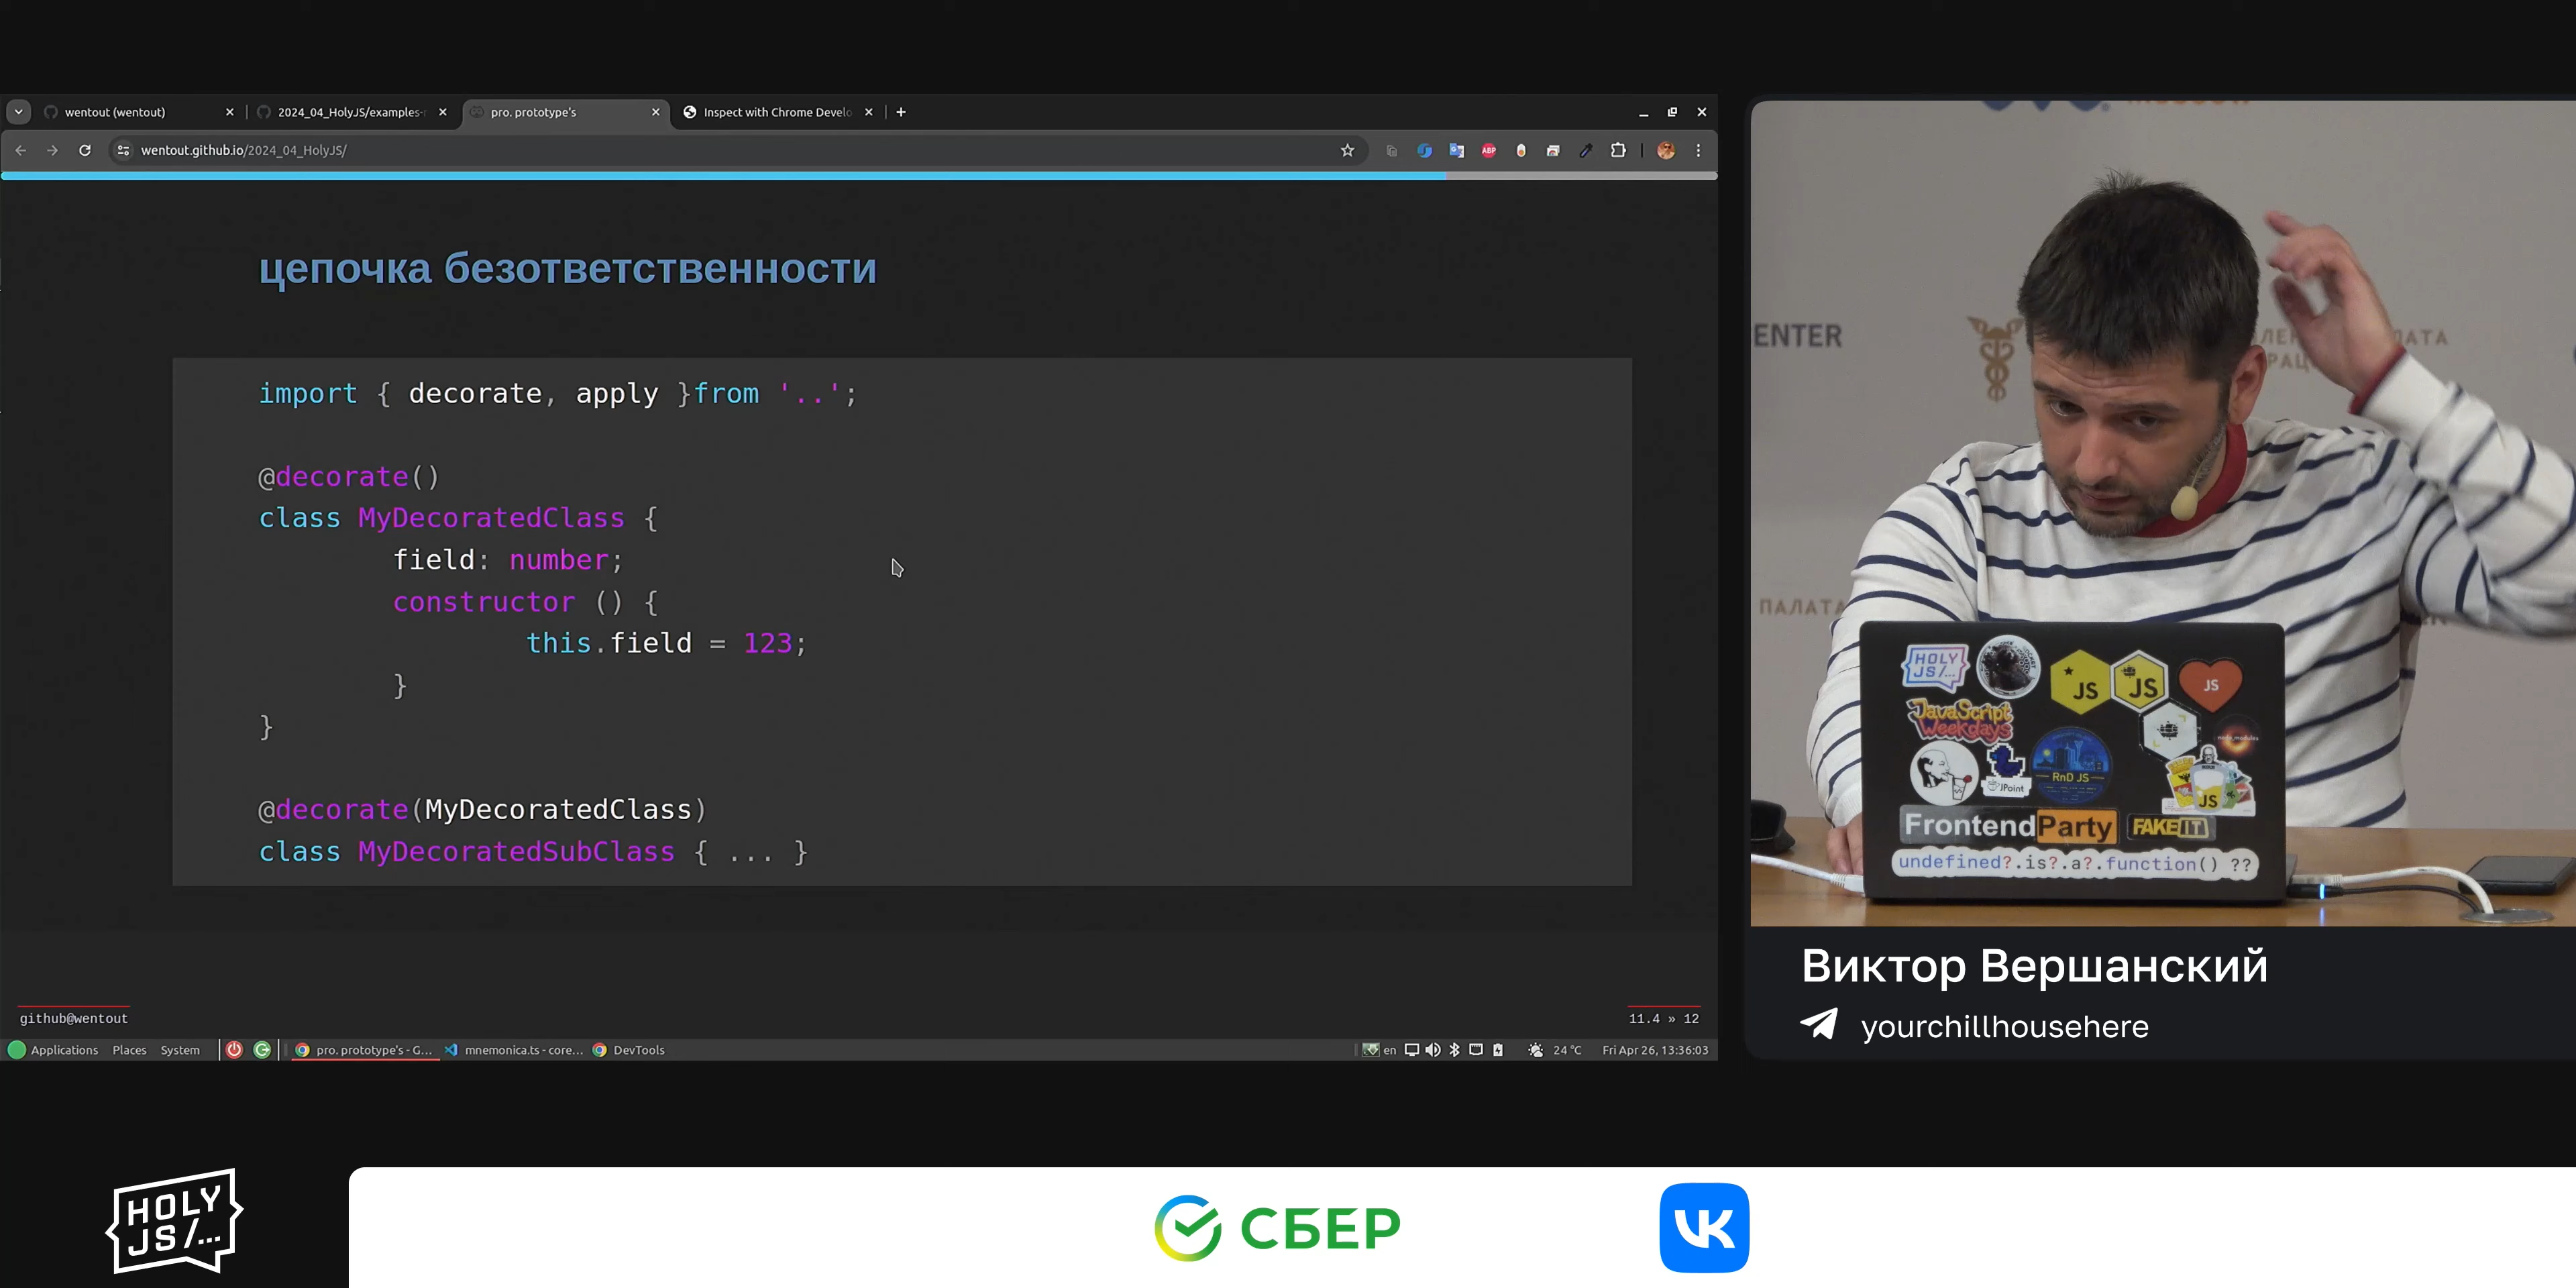 wentout (wentout)
2024_04_HolyJS/examples-
pro. prototype's
Inspect with Chrome Develo
wentout.github.io/2024_04_HolyJS/
ABP
цепочка безответственности
import { decorate, apply }from '..';
@decorate()
class MyDecoratedClass {
field: number;
constructor () {
this.field = 123;
}
}
@decorate(MyDecoratedClass)
class MyDecoratedSubClass { ... }
github@wentout
11.4 » 12
Applications Places System
pro. prototype's - G...
mnemonica.ts - core...
DevTools
en
24 °C
Fri Apr 26, 13:36:03
ENTER
ПАЛАТА
HOLY
JS/...
JS
JS
JS
JavaScript
Weekdays
node_modules
JPoint
RnD JS
JS
FrontendParty
FAKE IT
undefined?.is?.a?.function() ??
Виктор Вершанский
yourchillhousehere
HOLY
JS/...
СБЕР
VK